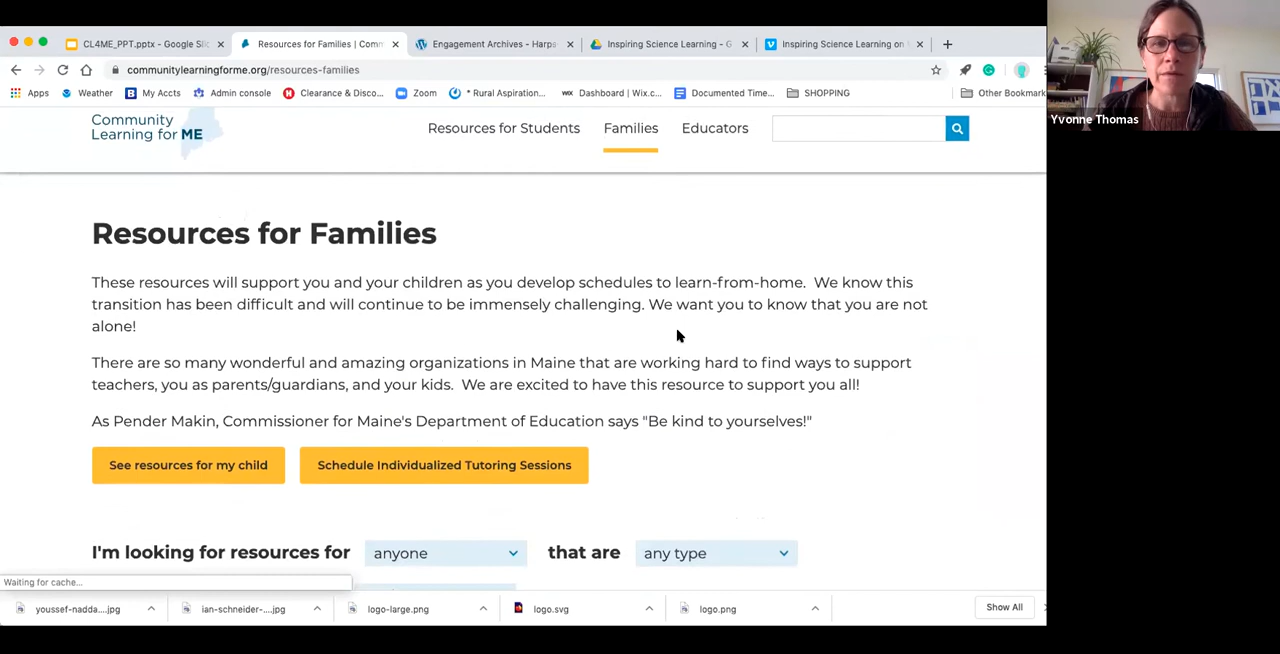 CL4ME_PPT.pptx - Google Slic
Resources for Families | Comm
Engagement Archives - Harps
Inspiring Science Learning - G
Inspiring Science Learning on
communitylearningforme.org/resources-families
Apps
Weather
My Accts
Admin console
Clearance & Disco...
Zoom
* Rural Aspiration...
Dashboard | Wix.c...
Documented Time...
SHOPPING
Other Bookmark
Yvonne Thomas
Community
Learning for ME
Resources for Students
Families
Educators
Resources for Families
These resources will support you and your children as you develop schedules to learn-from-home. We know this
transition has been difficult and will continue to be immensely challenging. We want you to know that you are not
alone!
There are so many wonderful and amazing organizations in Maine that are working hard to find ways to support
teachers, you as parents/guardians, and your kids. We are excited to have this resource to support you all!
As Pender Makin, Commissioner for Maine's Department of Education says "Be kind to yourselves!"
See resources for my child
Schedule Individualized Tutoring Sessions
I'm looking for resources for anyone that are any type
Waiting for cache...
youssef-nadda....jpg
ian-schneider-....jpg
logo-large.png
logo.svg
logo.png
Show All